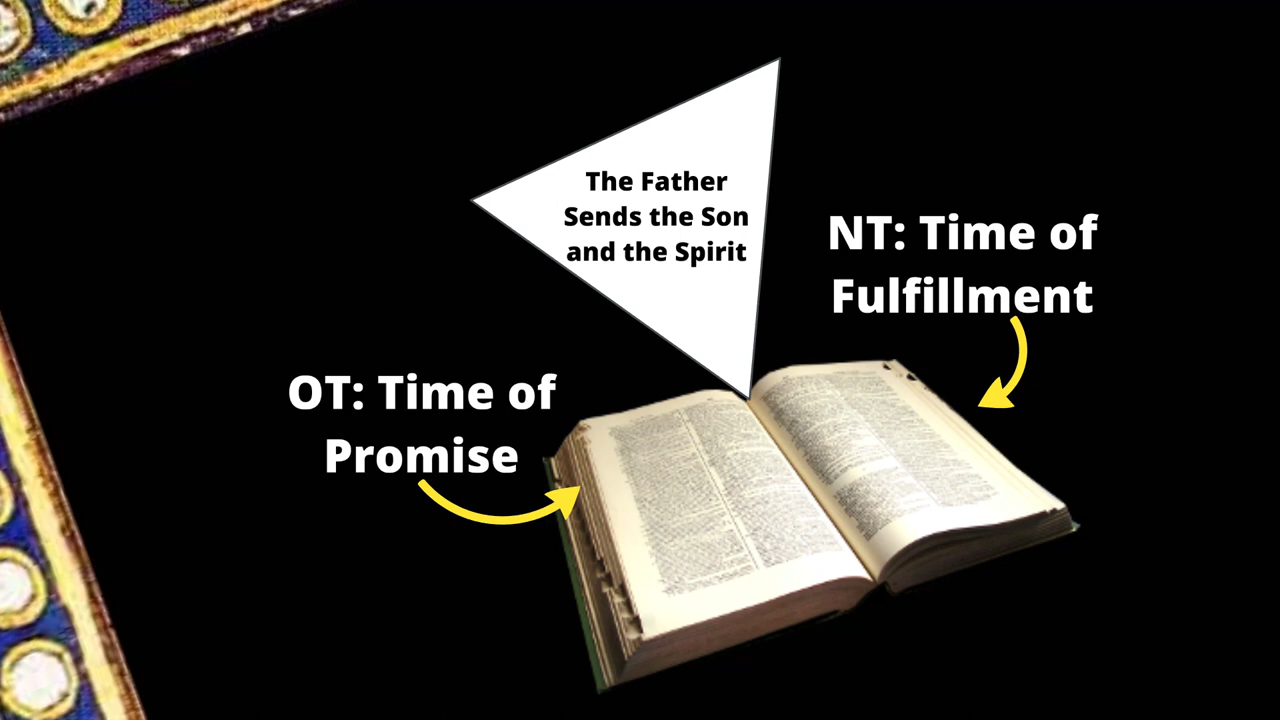 The Father
Sends the Son
and the Spirit
NT: Time of
Fulfillment
OT: Time of
Promise